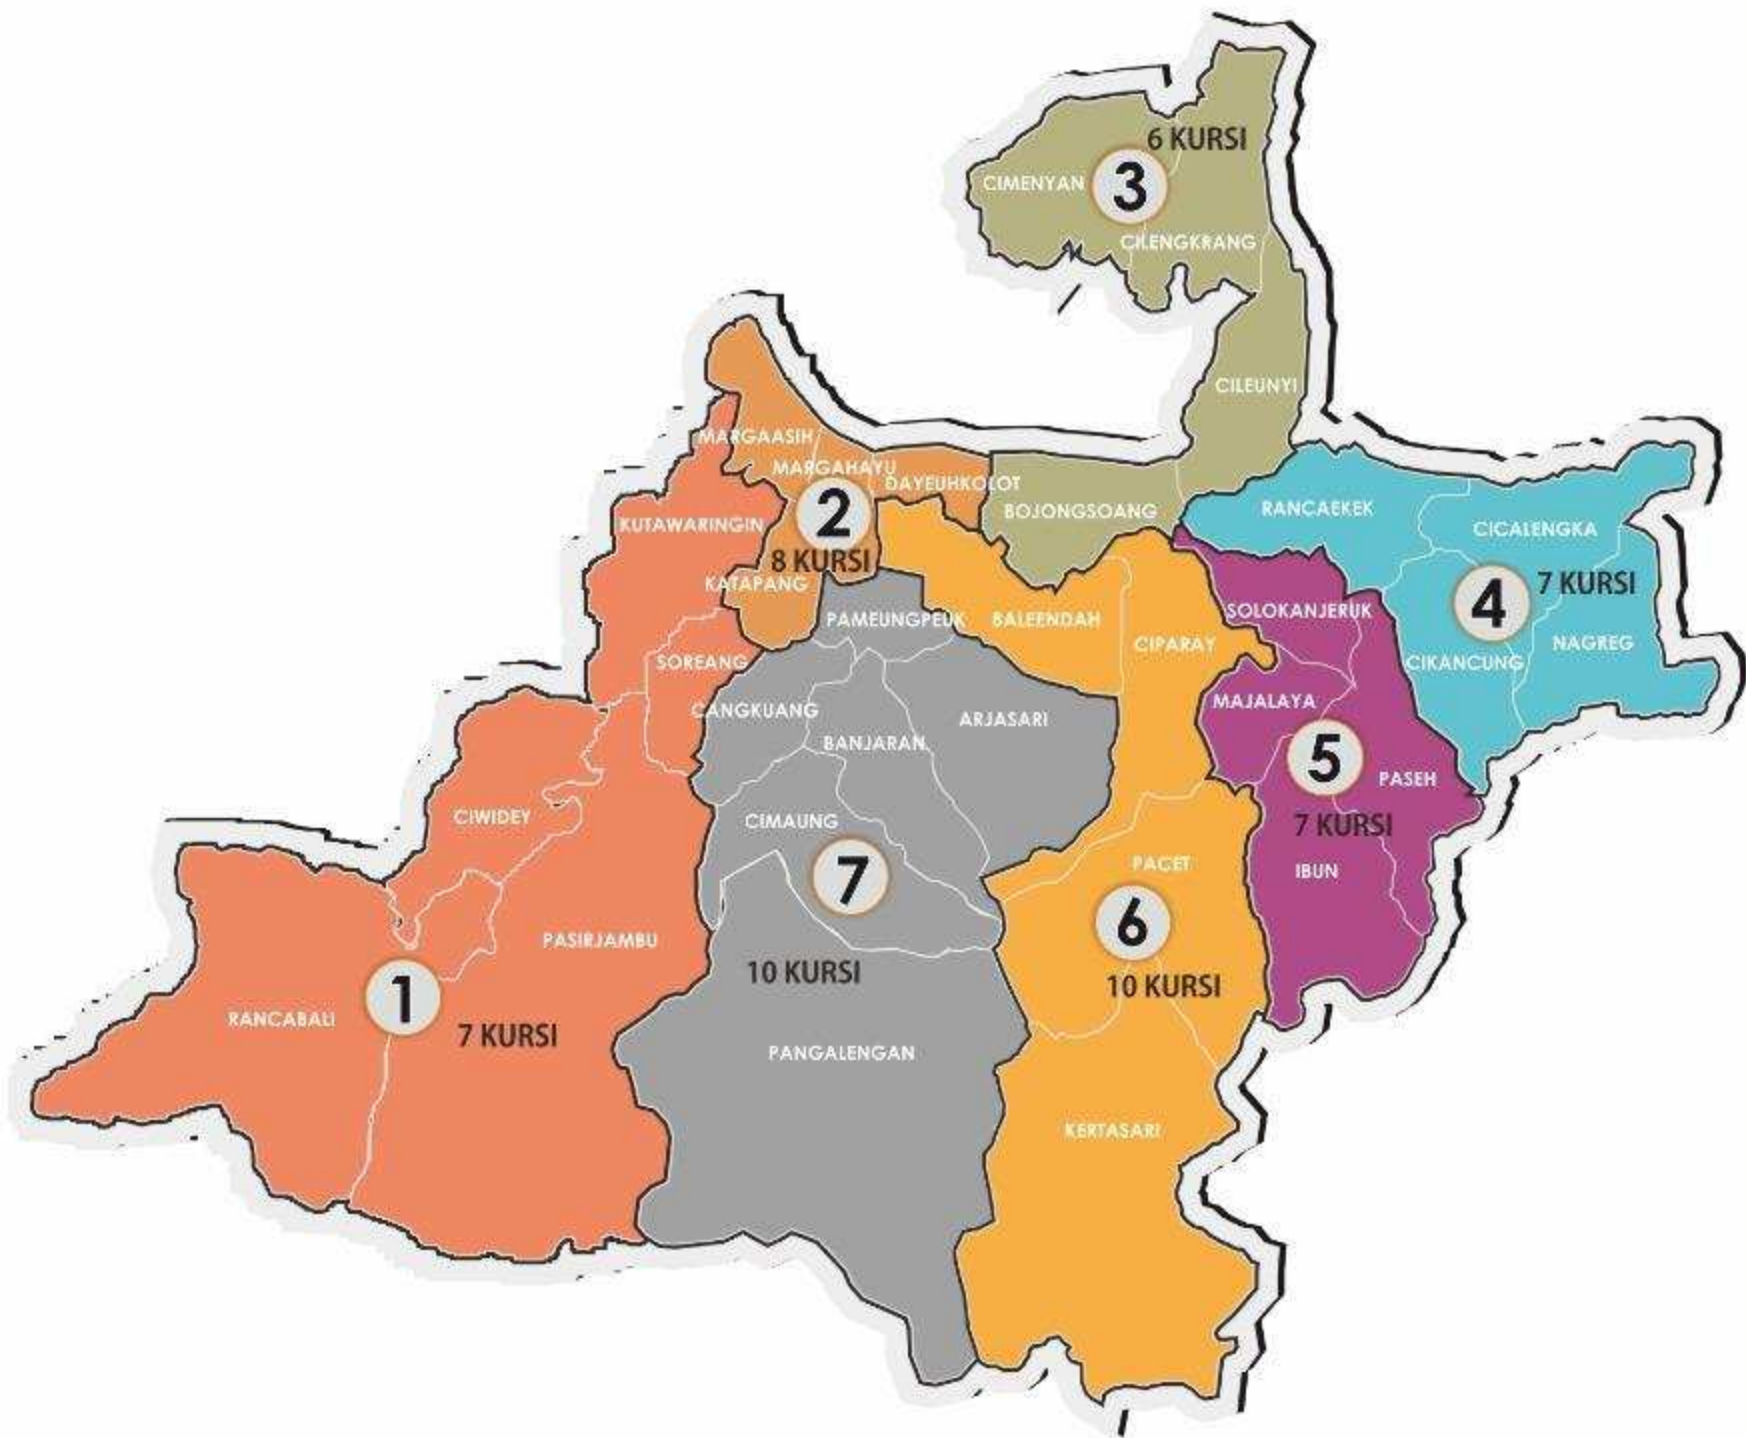 6 KURSI
CIMENYAN
3
CILENGKRANG
CILEUNYI
BOJONGSOANG
MARGAASIH
MARGAHAYU
DAYEUHKOLOT
2
8 KURSI
KATAPANG
KUTAWARINGIN
SOREANG
CIWIDEY
PASIRJAMBU
RANCABALI
1
7 KURSI
RANCAEKEK
CICALENGKA
4
7 KURSI
NAGREG
CIKANCUNG
SOLOKANJERUK
MAJALAYA
5
PASEH
7 KURSI
IBUN
BALEENDAH
CIPARAY
PACET
6
10 KURSI
KERTASARI
PAMEUNGPEUK
CANGKUANG
ARJASARI
BANJARAN
CIMAUNG
7
10 KURSI
PANGALENGAN